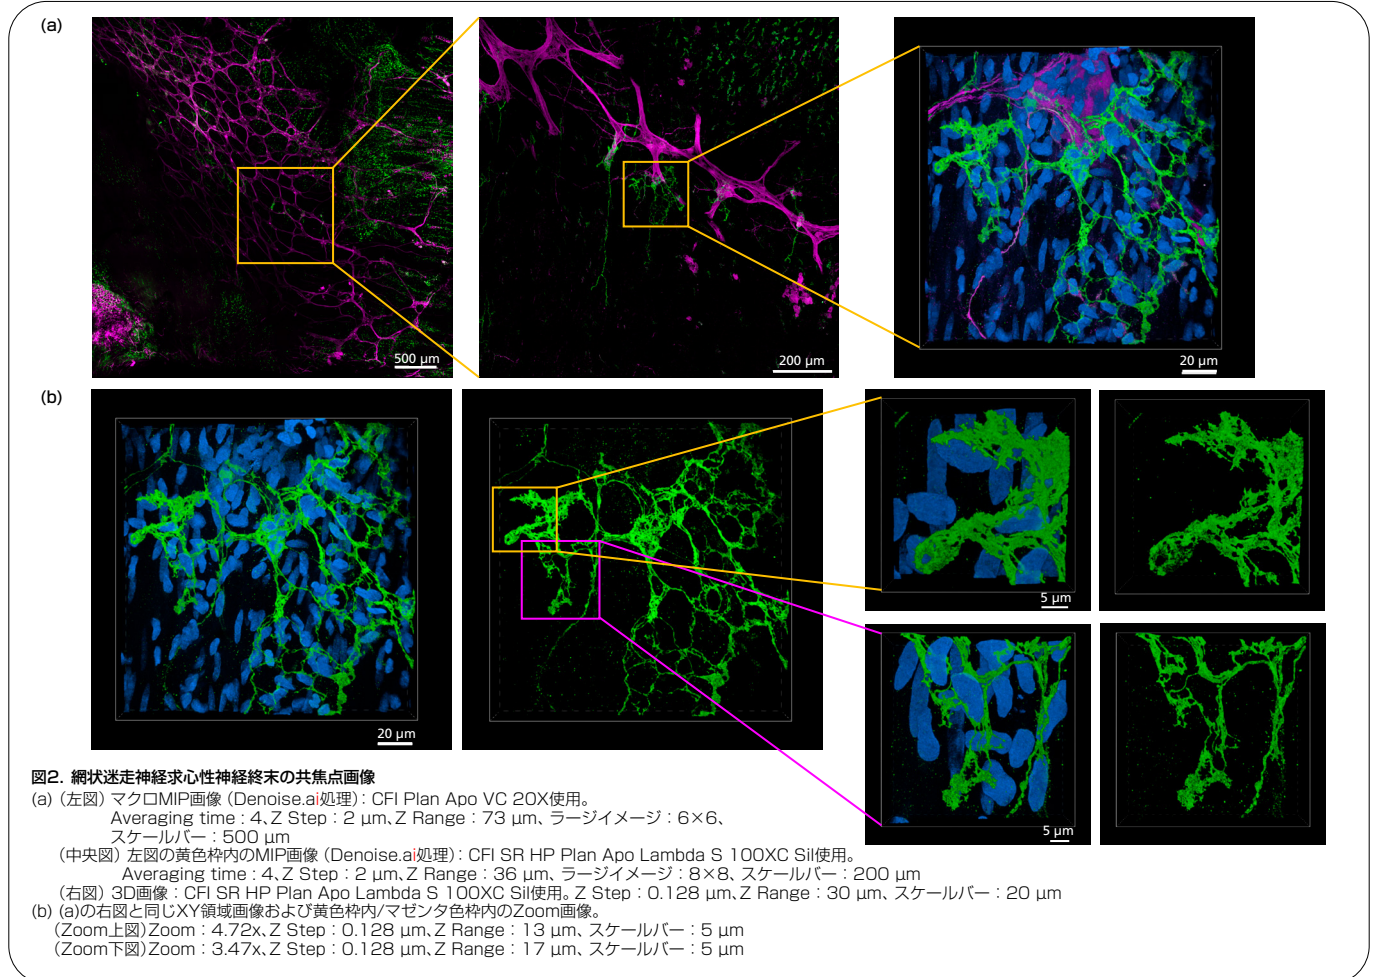 (a)
500 μm
200 μm
20 μm
(b)
20 μm
5 μm
5 μm
図2. 網状迷走神経求心性神経終末の共焦点画像
(a)（左図）マクロMIP画像（Denoise.ai処理）：CFI Plan Apo VC 20X使用。
Averaging time : 4、Z Step：2 μm、Z Range：73 μm、ラージイメージ：6×6、
スケールバー：500 μm
（中央図）左図の黄色枠内のMIP画像（Denoise.ai処理）：CFI SR HP Plan Apo Lambda S 100XC Sil使用。
Averaging time : 4、Z Step：2 μm、Z Range：36 μm、ラージイメージ：8×8、スケールバー：200 μm
（右図）3D画像：CFI SR HP Plan Apo Lambda S 100XC Sil使用。Z Step：0.128 μm、Z Range：30 μm、スケールバー：20 μm
(b) (a)の右図と同じXY領域画像および黄色枠内/マゼンタ色枠内のZoom画像。
（Zoom上図）Zoom：4.72x、Z Step：0.128 μm、Z Range：13 μm、スケールバー：5 μm
（Zoom下図）Zoom：3.47x、Z Step：0.128 μm、Z Range：17 μm、スケールバー：5 μm